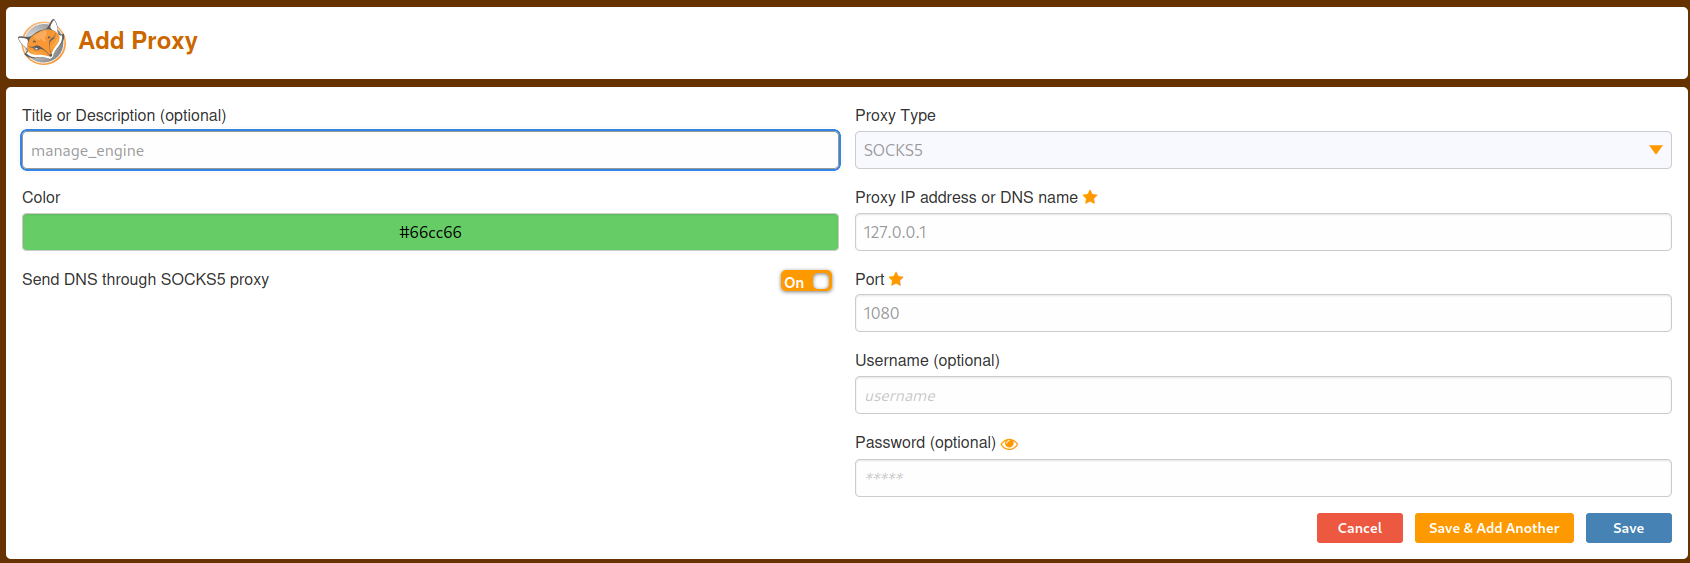 Add Proxy
Title or Description (optional)
manage_engine
Color
#66cc66
Send DNS through SOCKS5 proxy
On
Proxy Type
SOCKS5
Proxy IP address or DNS name
127.0.0.1
Port
1080
Username (optional)
username
Password (optional)
*****
Cancel
Save & Add Another
Save